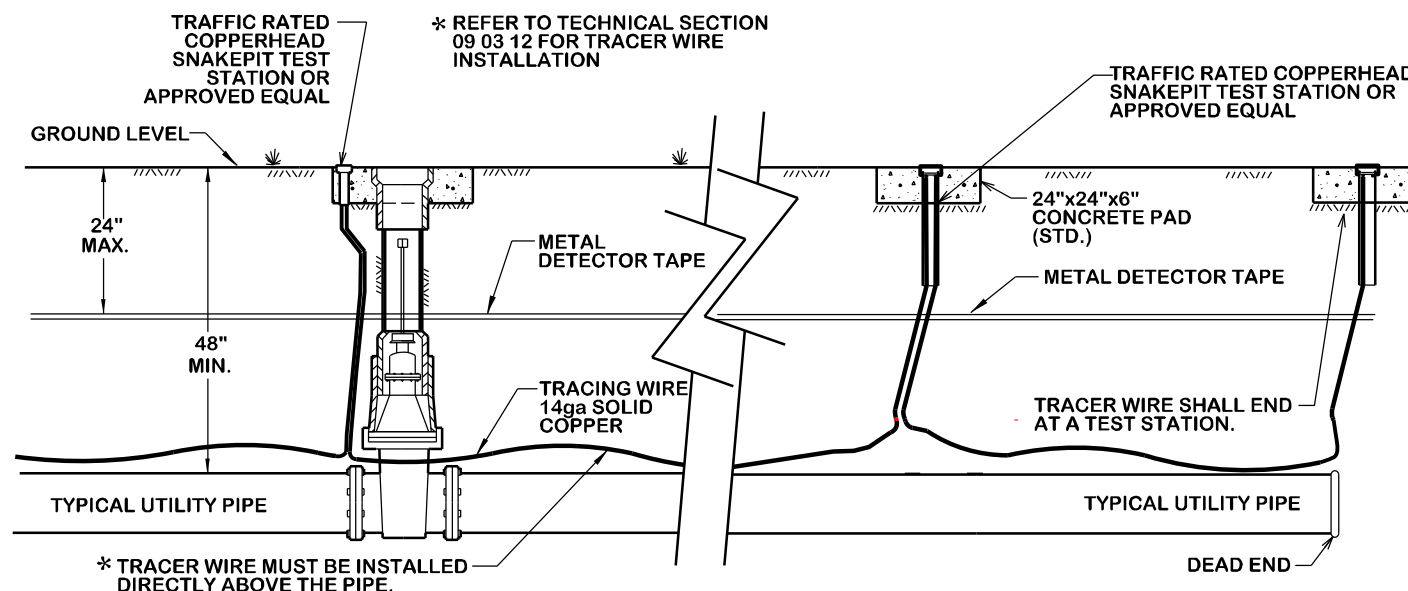 TRAFFIC RATED
COPPERHEAD
SNAKEPIT TEST
STATION OR
APPROVED EQUAL
* REFER TO TECHNICAL SECTION
09 03 12 FOR TRACER WIRE
INSTALLATION
TRAFFIC RATED COPPERHEAD
SNAKEPIT TEST STATION OR
APPROVED EQUAL
GROUND LEVEL
24"
MAX.
METAL
DETECTOR TAPE
24"x24"x6"
CONCRETE PAD
(STD.)
METAL DETECTOR TAPE
48"
MIN.
TRACING WIRE
14ga SOLID
COPPER
TRACER WIRE SHALL END
AT A TEST STATION.
TYPICAL UTILITY PIPE
TYPICAL UTILITY PIPE
* TRACER WIRE MUST BE INSTALLED
DIRECTLY ABOVE THE PIPE.
DEAD END